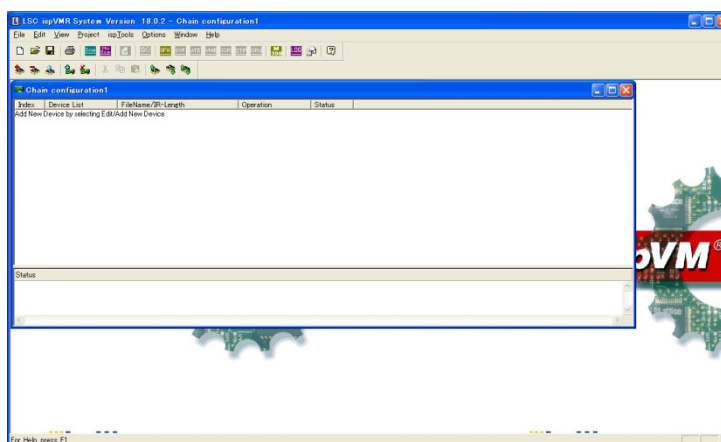 LSC ispVMR System Version 18.0.2 - Chain configuration1
File Edit View Project ispTools Options Window Help
Chain configuration1
Index Device List FileName/IR-Length Operation Status
Add New Device by selecting Edit/Add New Device
pVM ®
Status
For Help, press F1